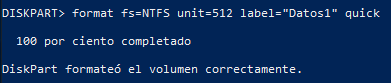 DISKPART> format fs=NTFS unit=512 label="Datos1" quick
100 por ciento completado
DiskPart formateó el volumen correctamente.